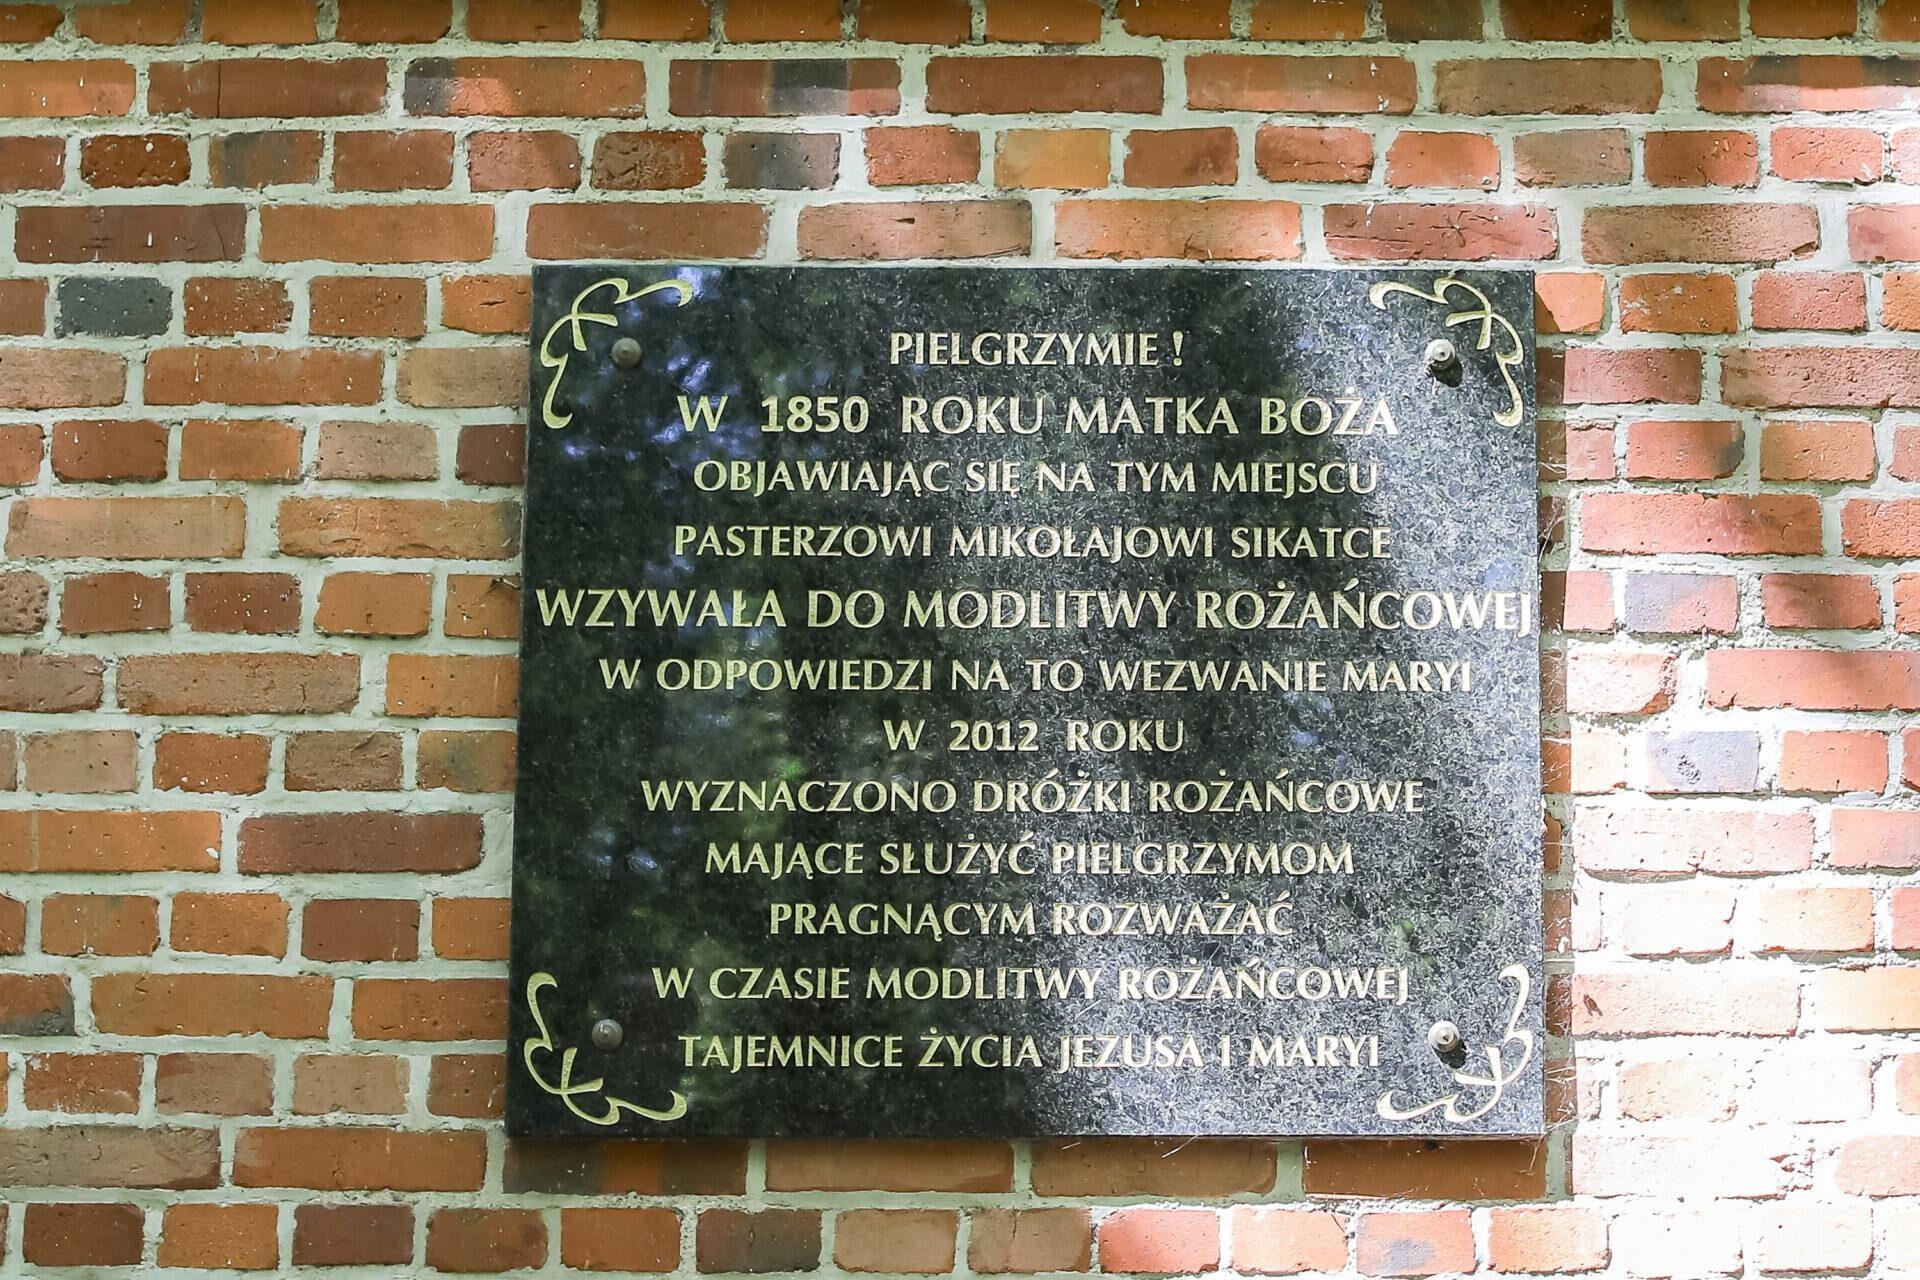 PIELGRZYMIE !
W 1850 ROKU MATKA BOŻA
OBJAWIAJĄC SIĘ NA TYM MIEJSCU
PASTERZOWI MIKOŁAJOWI SIKATCE
WZYWAŁA DO MODLITWY ROŻAŃCOWEJ
W ODPOWIEDZI NA TO WEZWANIE MARYI
W 2012 ROKU
WYZNACZONO DRÓŻKI ROŻAŃCOWE
MAJĄCE SŁUŻYĆ PIELGRZYMOM
PRAGNĄCYM ROZWAŻAĆ
W CZASIE MODLITWY ROŻAŃCOWEJ
TAJEMNICE ŻYCIA JEZUSA I MARYI